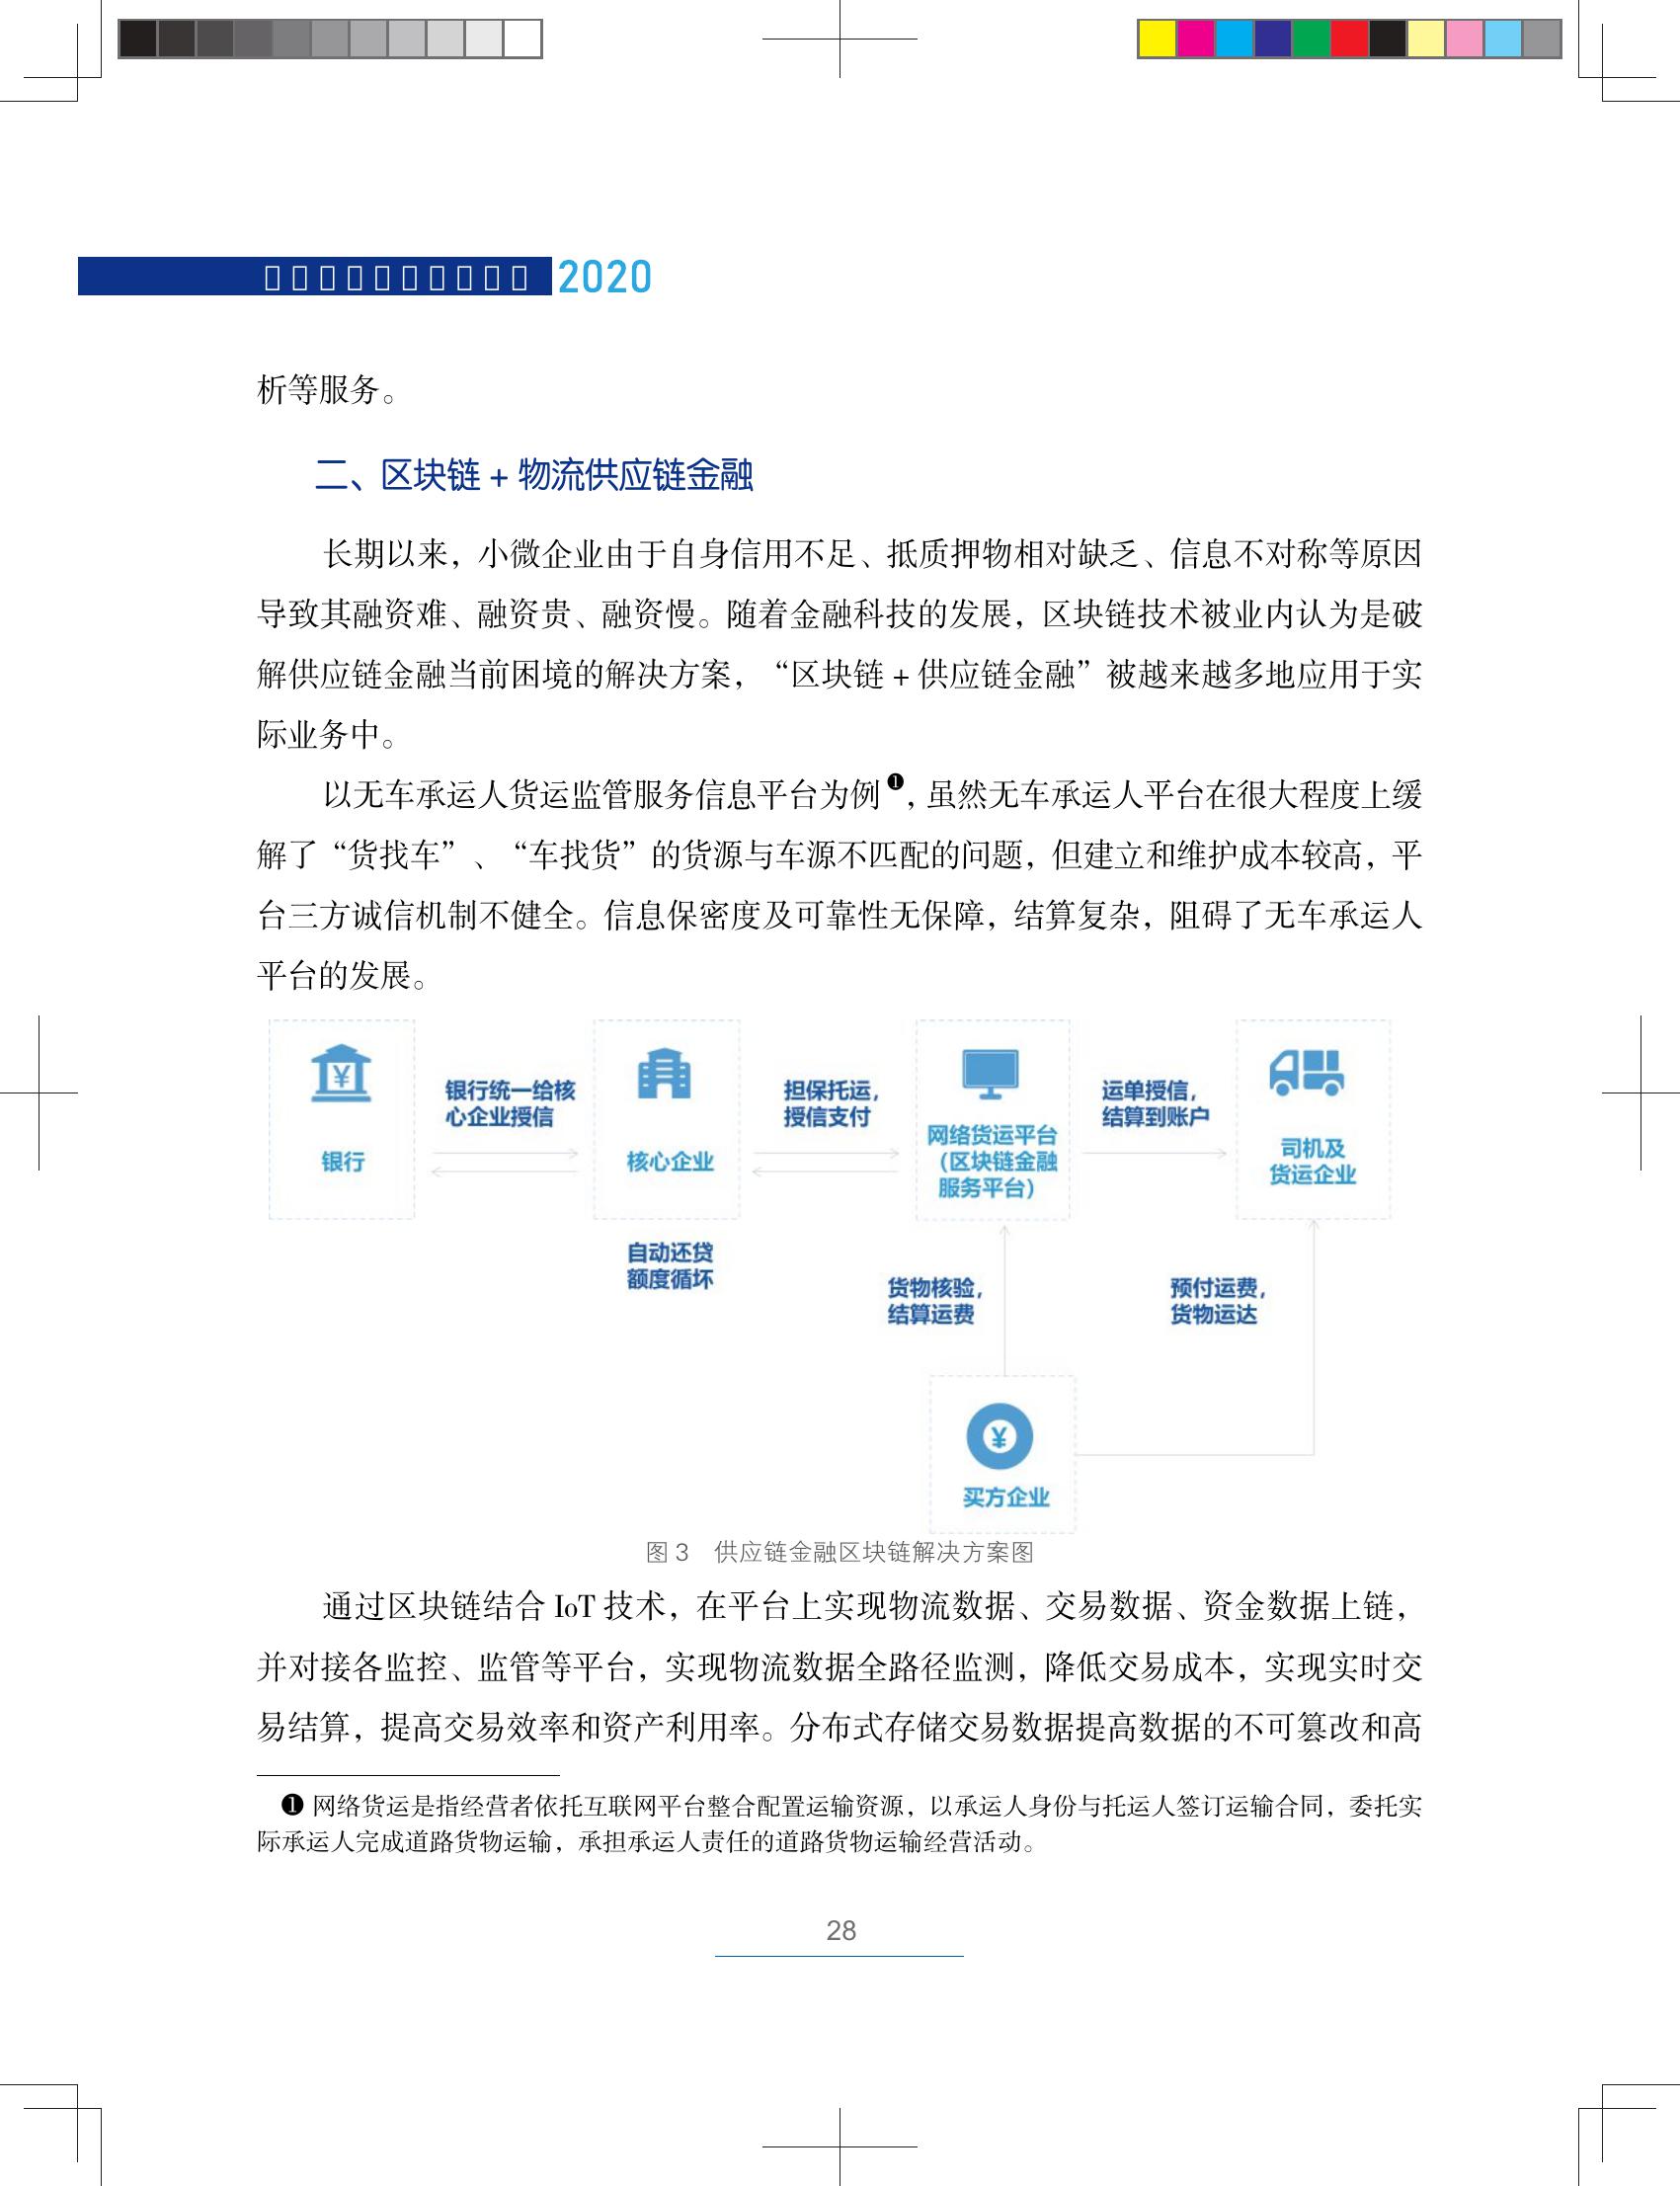 2020
析等服务。
二、区块链 + 物流供应链金融
长期以来，小微企业由于自身信用不足、抵质押物相对缺乏、信息不对称等原因
导致其融资难、融资贵、融资慢。随着金融科技的发展，区块链技术被业内认为是破
解供应链金融当前困境的解决方案，“区块链 + 供应链金融”被越来越多地应用于实
际业务中。
以无车承运人货运监管服务信息平台为例❶，虽然无车承运人平台在很大程度上缓
解了“货找车”、“车找货”的货源与车源不匹配的问题，但建立和维护成本较高，平
台三方诚信机制不健全。信息保密度及可靠性无保障，结算复杂，阻碍了无车承运人
平台的发展。
银行
银行统一给核
心企业授信
核心企业
担保托运，
授信支付
网络货运平台
（区块链金融
服务平台）
运单授信，
结算到账户
司机及
货运企业
自动还贷
额度循环
货物核验，
结算运费
预付运费，
货物运达
买方企业
图 3 供应链金融区块链解决方案图
通过区块链结合 IoT 技术，在平台上实现物流数据、交易数据、资金数据上链，
并对接各监控、监管等平台，实现物流数据全路径监测，降低交易成本，实现实时交
易结算，提高交易效率和资产利用率。分布式存储交易数据提高数据的不可篡改和高
❶ 网络货运是指经营者依托互联网平台整合配置运输资源，以承运人身份与托运人签订运输合同，委托实
际承运人完成道路货物运输，承担承运人责任的道路货物运输经营活动。
28